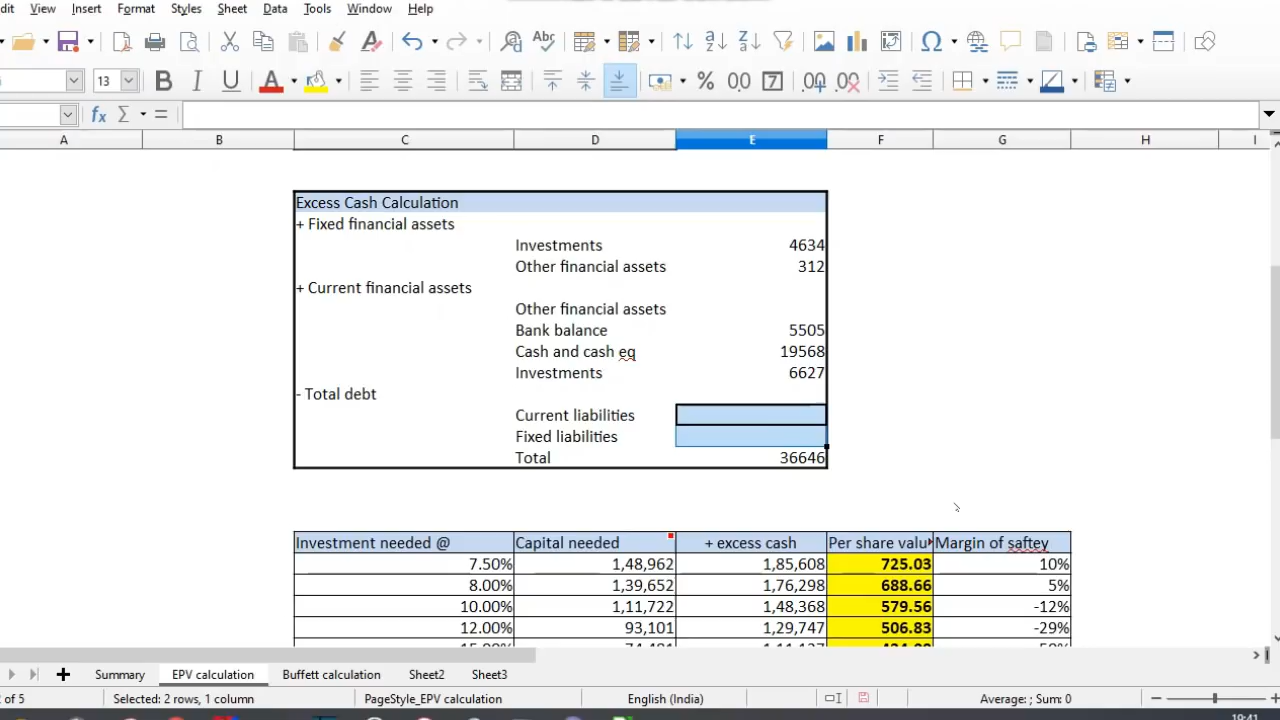 dit View Insert Format Styles Sheet Data Tools Window Help
13
A B C D E F G H I
Excess Cash Calculation
+ Fixed financial assets
Investments 4634
Other financial assets 312
+ Current financial assets
Other financial assets
Bank balance 5505
Cash and cash eq 19568
Investments 6627
- Total debt
Current liabilities
Fixed liabilities
Total 36646
Investment needed @ Capital needed + excess cash Per share valu Margin of saftey
7.50% 1,48,962 1,85,608 725.03 10%
8.00% 1,39,652 1,76,298 688.66 5%
10.00% 1,11,722 1,48,368 579.56 -12%
12.00% 93,101 1,29,747 506.83 -29%
Summary EPV calculation Buffett calculation Sheet2 Sheet3
2 of 5 Selected: 2 rows, 1 column PageStyle_EPV calculation English (India) Average: ; Sum: 0
19:41